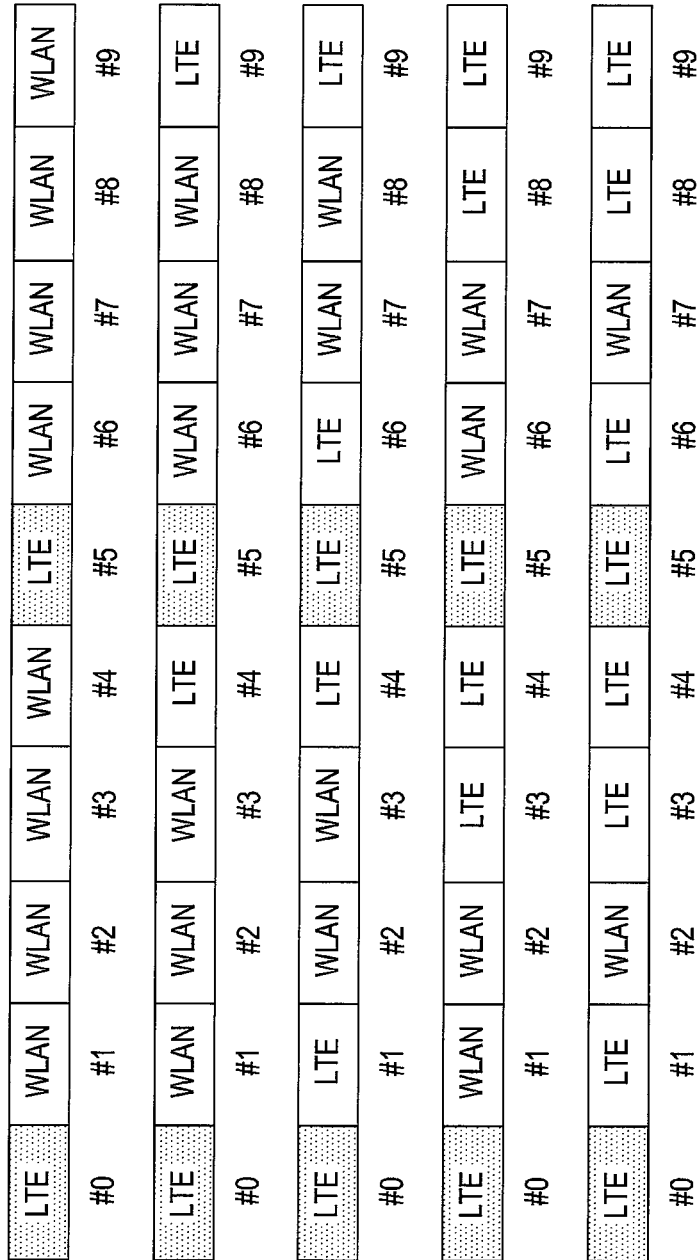 LTE WLAN WLAN WLAN WLAN LTE WLAN WLAN WLAN WLAN
#0 #1 #2 #3 #4 #5 #6 #7 #8 #9
LTE WLAN WLAN WLAN LTE LTE WLAN WLAN WLAN LTE
#0 #1 #2 #3 #4 #5 #6 #7 #8 #9
LTE LTE WLAN WLAN LTE LTE LTE WLAN WLAN LTE
#0 #1 #2 #3 #4 #5 #6 #7 #8 #9
LTE WLAN WLAN LTE LTE LTE WLAN WLAN LTE LTE
#0 #1 #2 #3 #4 #5 #6 #7 #8 #9
LTE LTE WLAN LTE LTE LTE LTE WLAN LTE LTE
#0 #1 #2 #3 #4 #5 #6 #7 #8 #9